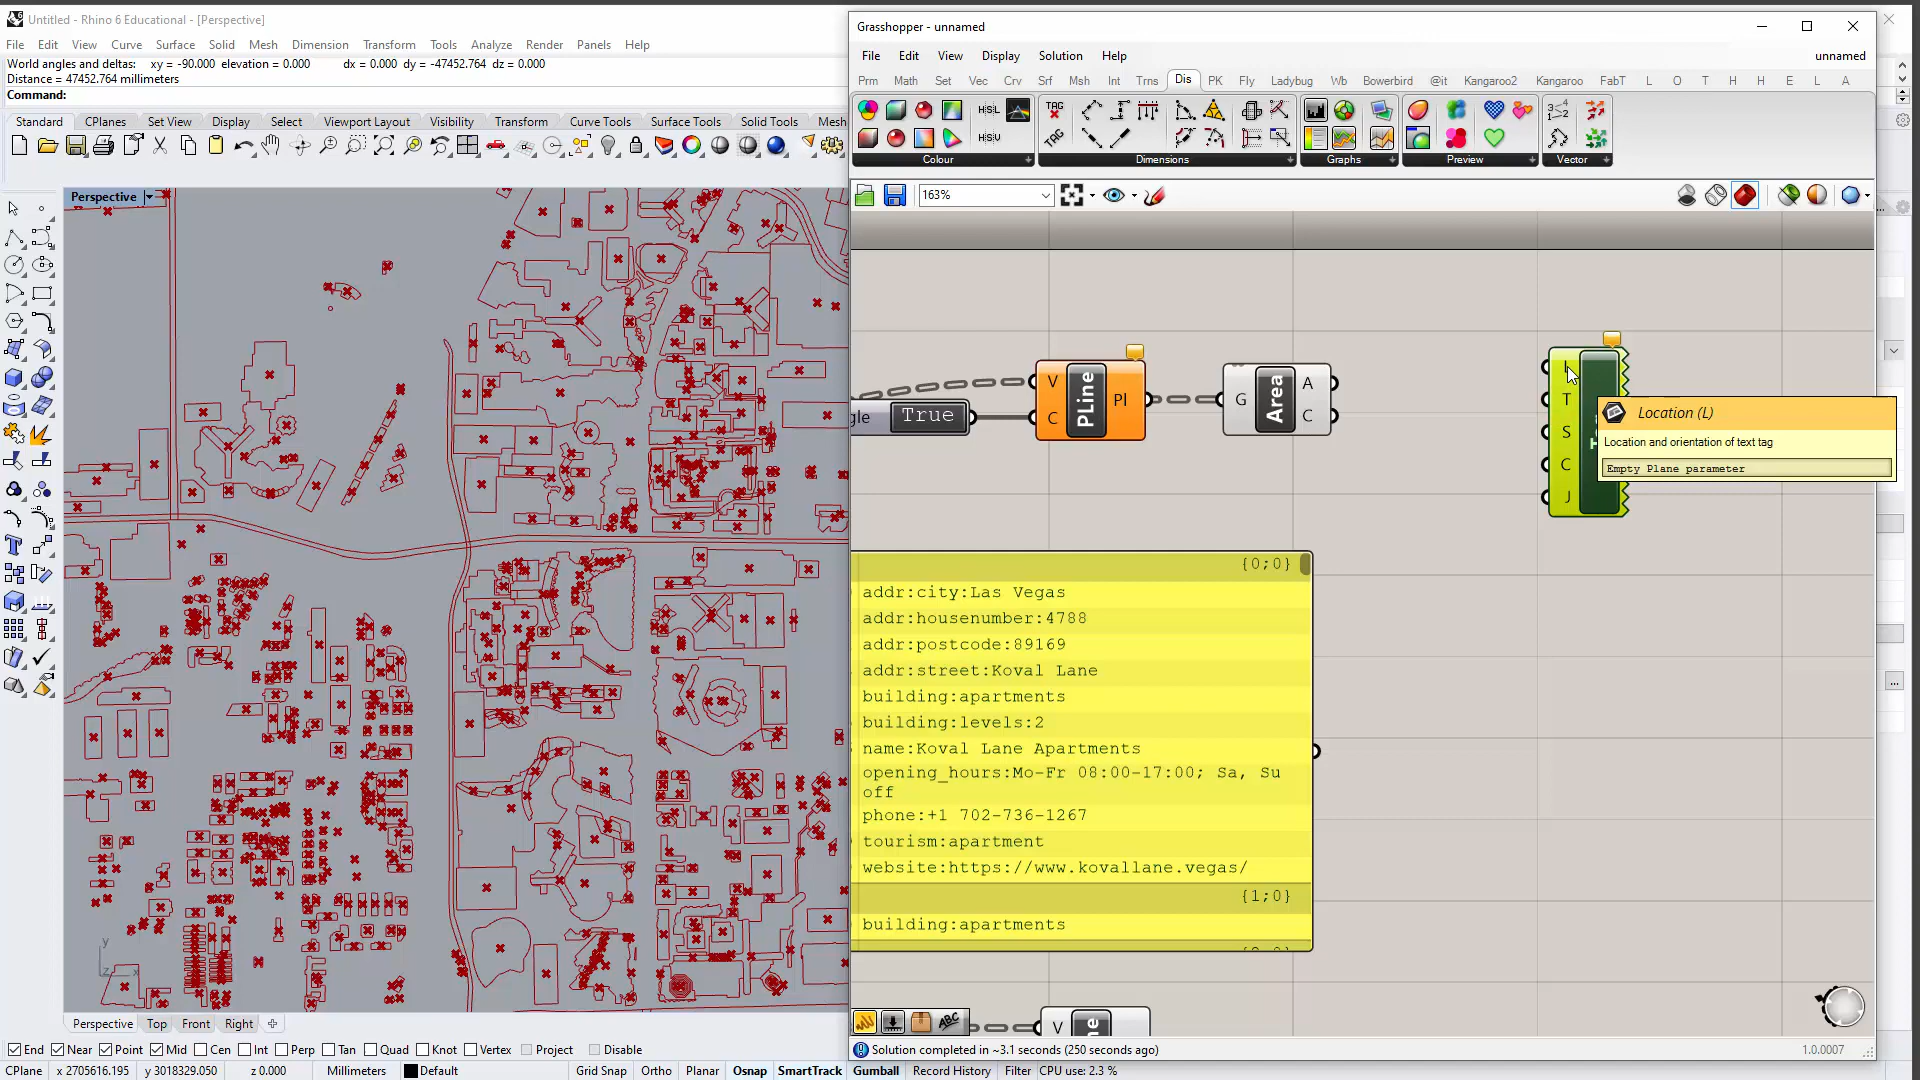 Untitled - Rhino 6 Educational - [Perspective]
File Edit View Curve Surface Solid Mesh Dimension Transform Tools Analyze Render Panels Help
World angles and deltas: xy = -90.000 elevation = 0.000 dx = 0.000 dy = -47452.764 dz = 0.000
Distance = 47452.764 millimeters
Command:
Standard CPlanes Set View Display Select Viewport Layout Visibility Transform Curve Tools Surface Tools Solid Tools Mesh
Perspective
y
x
z
Perspective Top Front Right
End Near Point Mid Cen Int Perp Tan Quad Knot Vertex Project Disable
CPlane x 2705616.195 y 3018329.050 z 0.000 Millimeters Default Grid Snap Ortho Planar Osnap SmartTrack Gumball Record History Filter CPU use: 2.3 %
Grasshopper - unnamed
File Edit View Display Solution Help unnamed
Prm Math Set Vec Crv Srf Msh Int Trns Dis PK Fly Ladybug Wb Bowerbird @it Kangaroo2 Kangaroo FabT L O T H H E L A
HSL HSV TAG TAG
Colour Dimensions Graphs Preview Vector
163%
gle True
V C PLine Pl
G Area A C
L T S C J
Location (L)
Location and orientation of text tag
Empty Plane parameter
{0;0}
addr:city:Las Vegas
addr:housenumber:4788
addr:postcode:89169
addr:street:Koval Lane
building:apartments
building:levels:2
name:Koval Lane Apartments
opening_hours:Mo-Fr 08:00-17:00; Sa, Su
off
phone:+1 702-736-1267
tourism:apartment
website:https://www.kovallane.vegas/
{1;0}
building:apartments
V ne
ABC
Solution completed in ~3.1 seconds (250 seconds ago) 1.0.0007